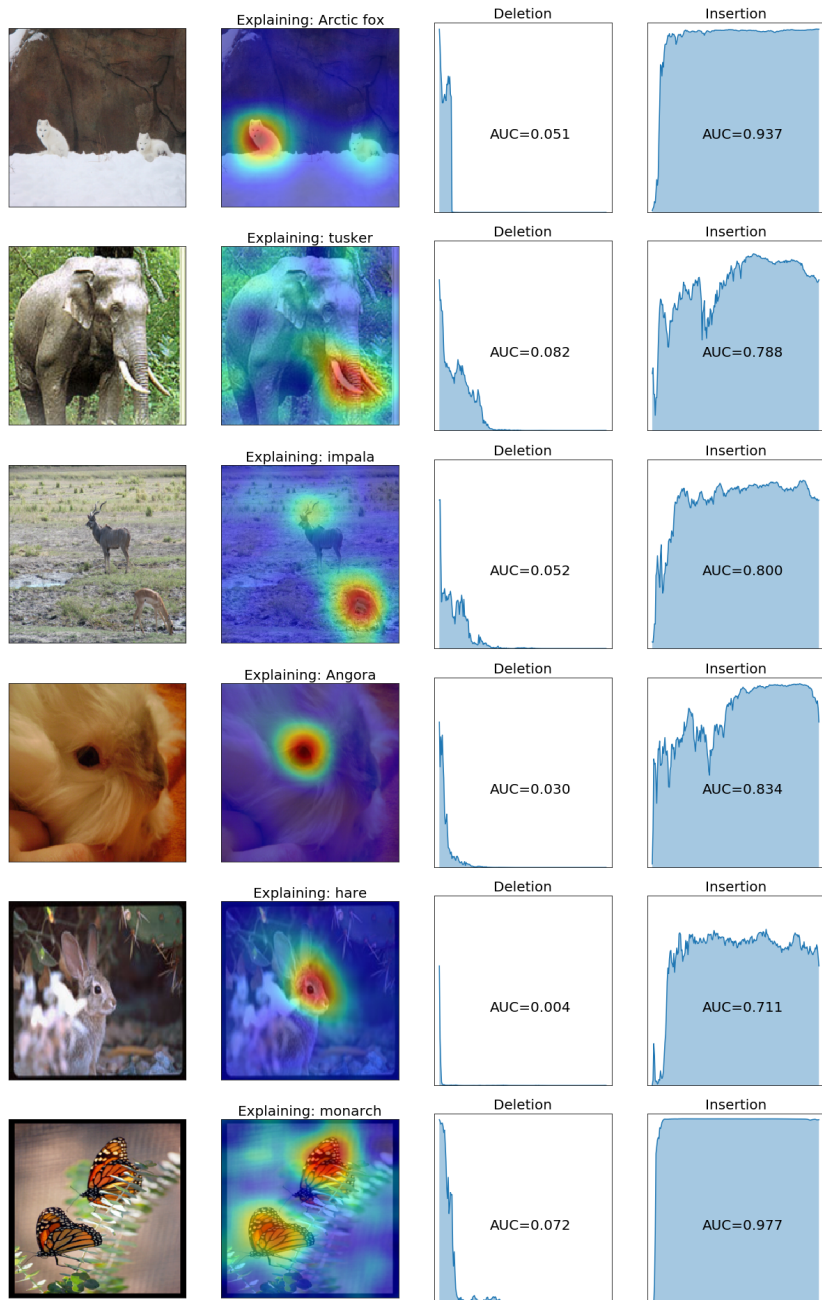 Explaining: Arctic fox
Deletion
Insertion
AUC=0.051
AUC=0.937
Explaining: tusker
Deletion
Insertion
AUC=0.082
AUC=0.788
Explaining: impala
Deletion
Insertion
AUC=0.052
AUC=0.800
Explaining: Angora
Deletion
Insertion
AUC=0.030
AUC=0.834
Explaining: hare
Deletion
Insertion
AUC=0.004
AUC=0.711
Explaining: monarch
Deletion
Insertion
AUC=0.072
AUC=0.977